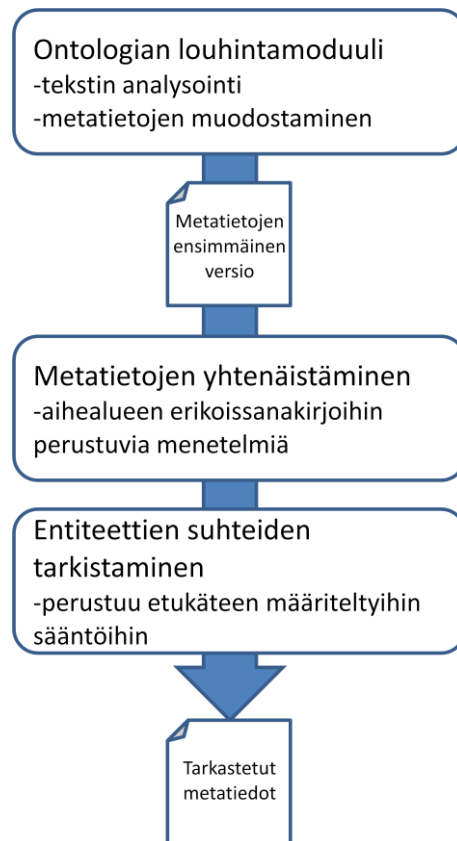 Ontologian louhintamoduuli
-tekstin analysointi
-metatietojen muodostaminen
Metatietojen
ensimmäinen
versio
Metatietojen yhtenäistäminen
-aihealueen erikoissanakirjoihin
perustuvia menetelmiä
Entiteettien suhteiden
tarkistaminen
-perustuu etukäteen määriteltyihin
sääntöihin
Tarkastetut
metatiedot